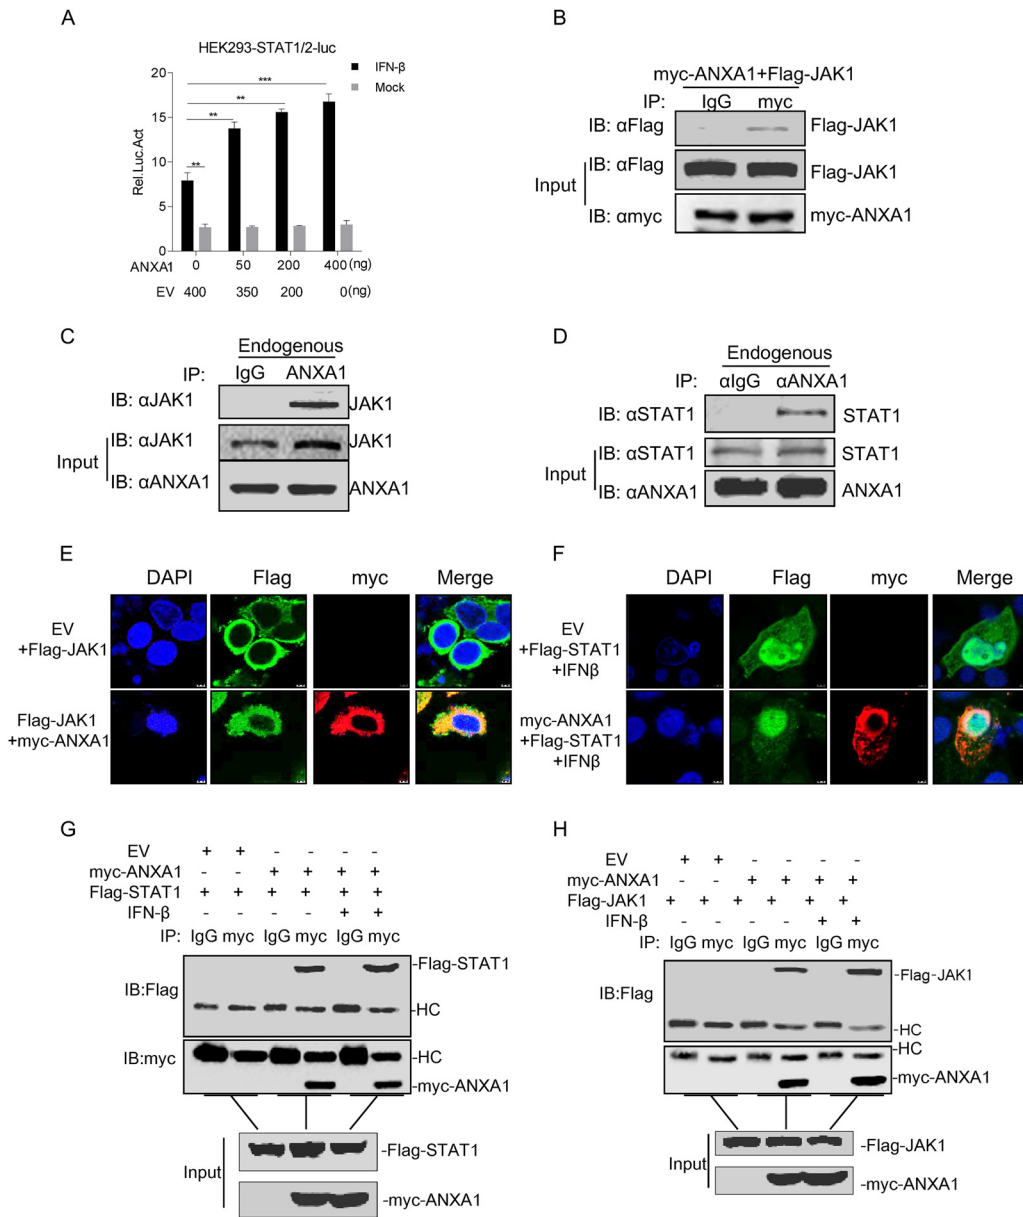 A
HEK293-STAT1/2-luc
IFN-β
Mock
***
**
**
**
20
15
10
5
0
Rel.Luc.Act
ANXA1 0 50 200 400(ng)
EV 400 350 200 0(ng)
B
myc-ANXA1+Flag-JAK1
IP: IgG myc
IB: αFlag Flag-JAK1
IB: αFlag Flag-JAK1
Input
IB: αmyc myc-ANXA1
C
Endogenous
IP: IgG ANXA1
IB: αJAK1 JAK1
IB: αJAK1 JAK1
Input
IB: αANXA1 ANXA1
D
Endogenous
IP: αIgG αANXA1
IB: αSTAT1 STAT1
IB: αSTAT1 STAT1
Input
IB: αANXA1 ANXA1
E
DAPI Flag myc Merge
EV
+Flag-JAK1
Flag-JAK1
+myc-ANXA1
F
DAPI Flag myc Merge
EV
+Flag-STAT1
+IFNβ
myc-ANXA1
+Flag-STAT1
+IFNβ
G
EV + + - - - -
myc-ANXA1 - - + + + +
Flag-STAT1 + + + + + +
IFN-β - - - - + +
IP: IgG myc IgG myc IgG myc
-Flag-STAT1
IB:Flag
-HC
IB:myc -HC
-myc-ANXA1
Input
-Flag-STAT1
-myc-ANXA1
H
EV + + - - - -
myc-ANXA1 - - + + + +
Flag-JAK1 + + + + + +
IFN-β - - - - + +
IP: IgG myc IgG myc IgG myc
-Flag-JAK1
IB:Flag
-HC
-HC
IB:myc
-myc-ANXA1
Input
-Flag-JAK1
-myc-ANXA1